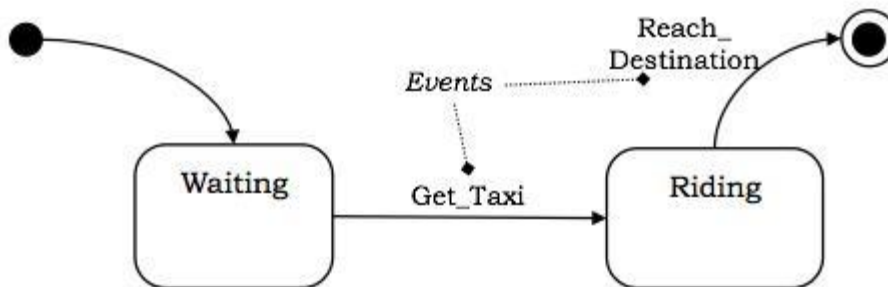 Reach_
Destination
Events
Waiting
Get_Taxi
Riding